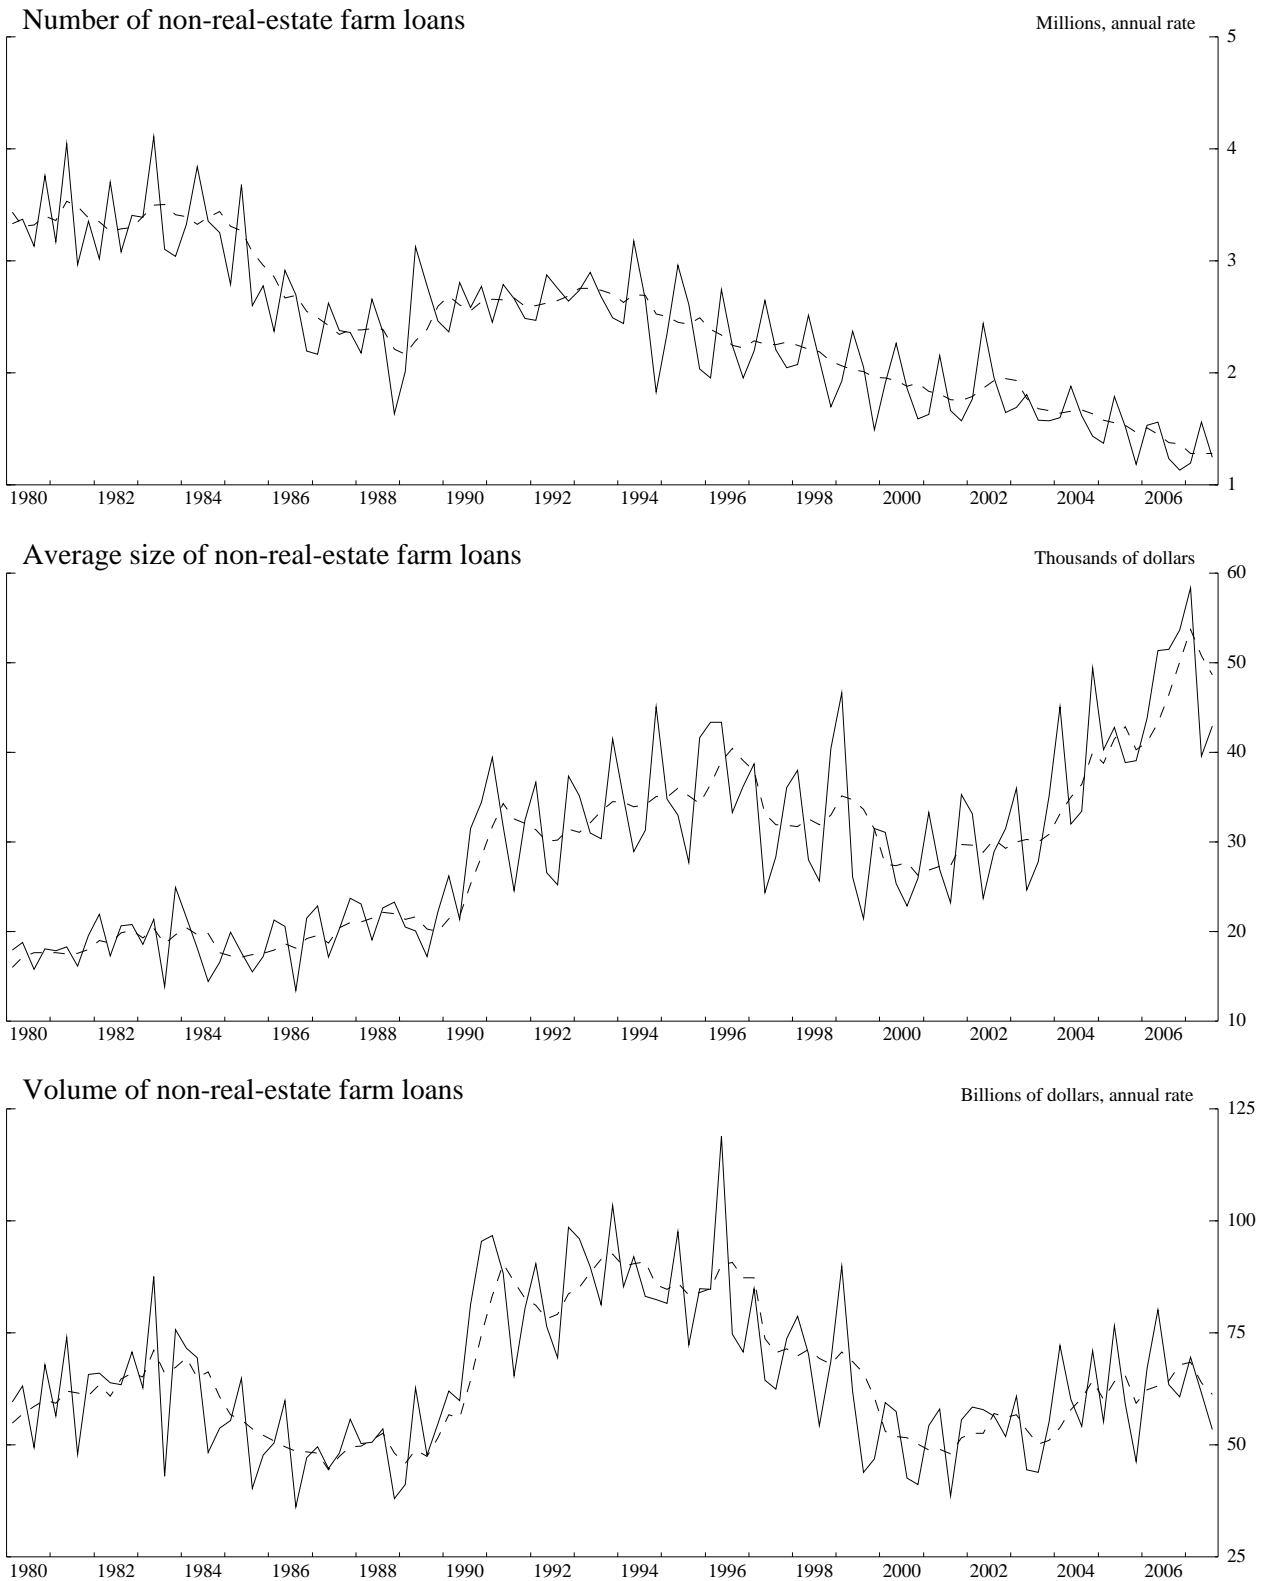 Number of non-real-estate farm loans
Millions, annual rate
5
4
3
2
1
1980 1982 1984 1986 1988 1990 1992 1994 1996 1998 2000 2002 2004 2006
Average size of non-real-estate farm loans
Thousands of dollars
60
50
40
30
20
10
1980 1982 1984 1986 1988 1990 1992 1994 1996 1998 2000 2002 2004 2006
Volume of non-real-estate farm loans
Billions of dollars, annual rate
125
100
75
50
25
1980 1982 1984 1986 1988 1990 1992 1994 1996 1998 2000 2002 2004 2006